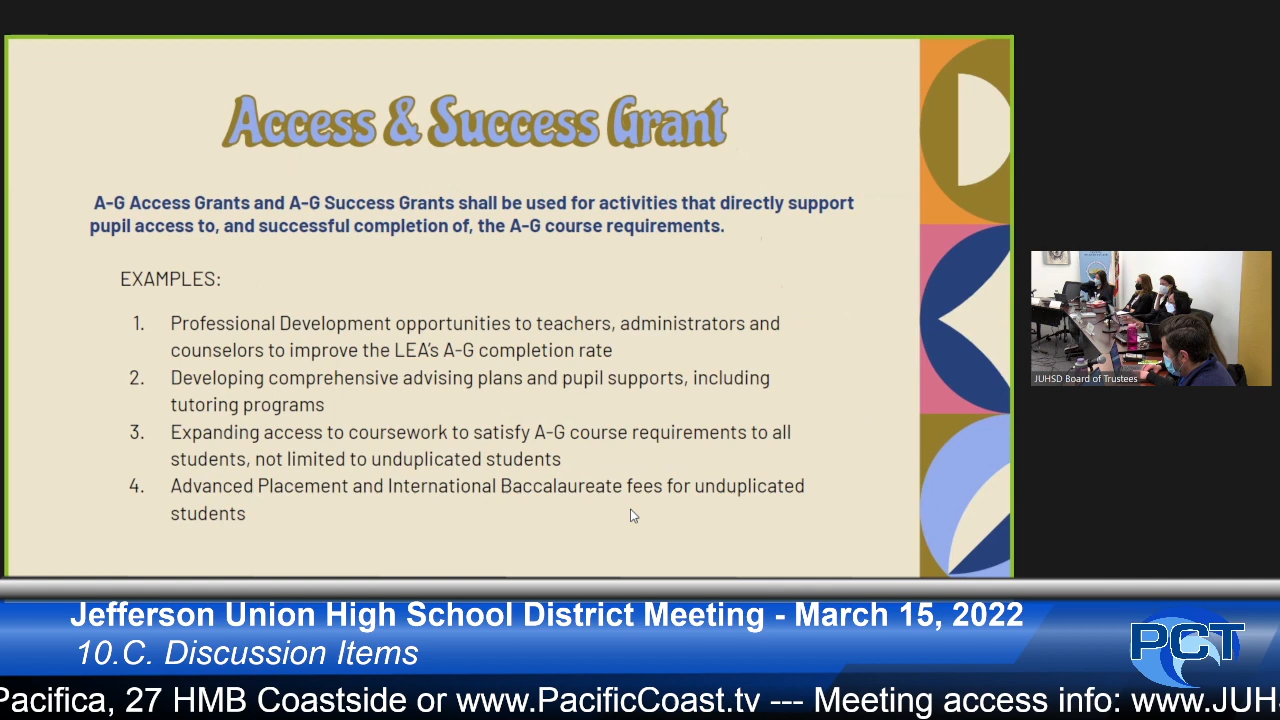 Access & Success Grant
A-G Access Grants and A-G Success Grants shall be used for activities that directly support
pupil access to, and successful completion of, the A-G course requirements.
EXAMPLES:
1. Professional Development opportunities to teachers, administrators and
counselors to improve the LEA's A-G completion rate
2. Developing comprehensive advising plans and pupil supports, including
tutoring programs
3. Expanding access to coursework to satisfy A-G course requirements to all
students, not limited to unduplicated students
4. Advanced Placement and International Baccalaureate fees for unduplicated
students
JUHSD Board of Trustees
Jefferson Union High School District Meeting - March 15, 2022
10.C. Discussion Items
PCT
Pacifica, 27 HMB Coastside or www.PacificCoast.tv --- Meeting access info: www.JUH